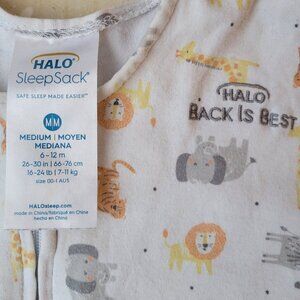 HALO®
SleepSack®
SAFE SLEEP MADE EASIER™
M/M
MEDIUM | MOYEN
MEDIANA
6-12 m
26-30 in | 66-76 cm
16-24 lb | 7-11 kg
size 00-1 AUS
HALOsleep.com
made in China/fabriqué en Chine
hecho en China
HALO
BACK IS BEST